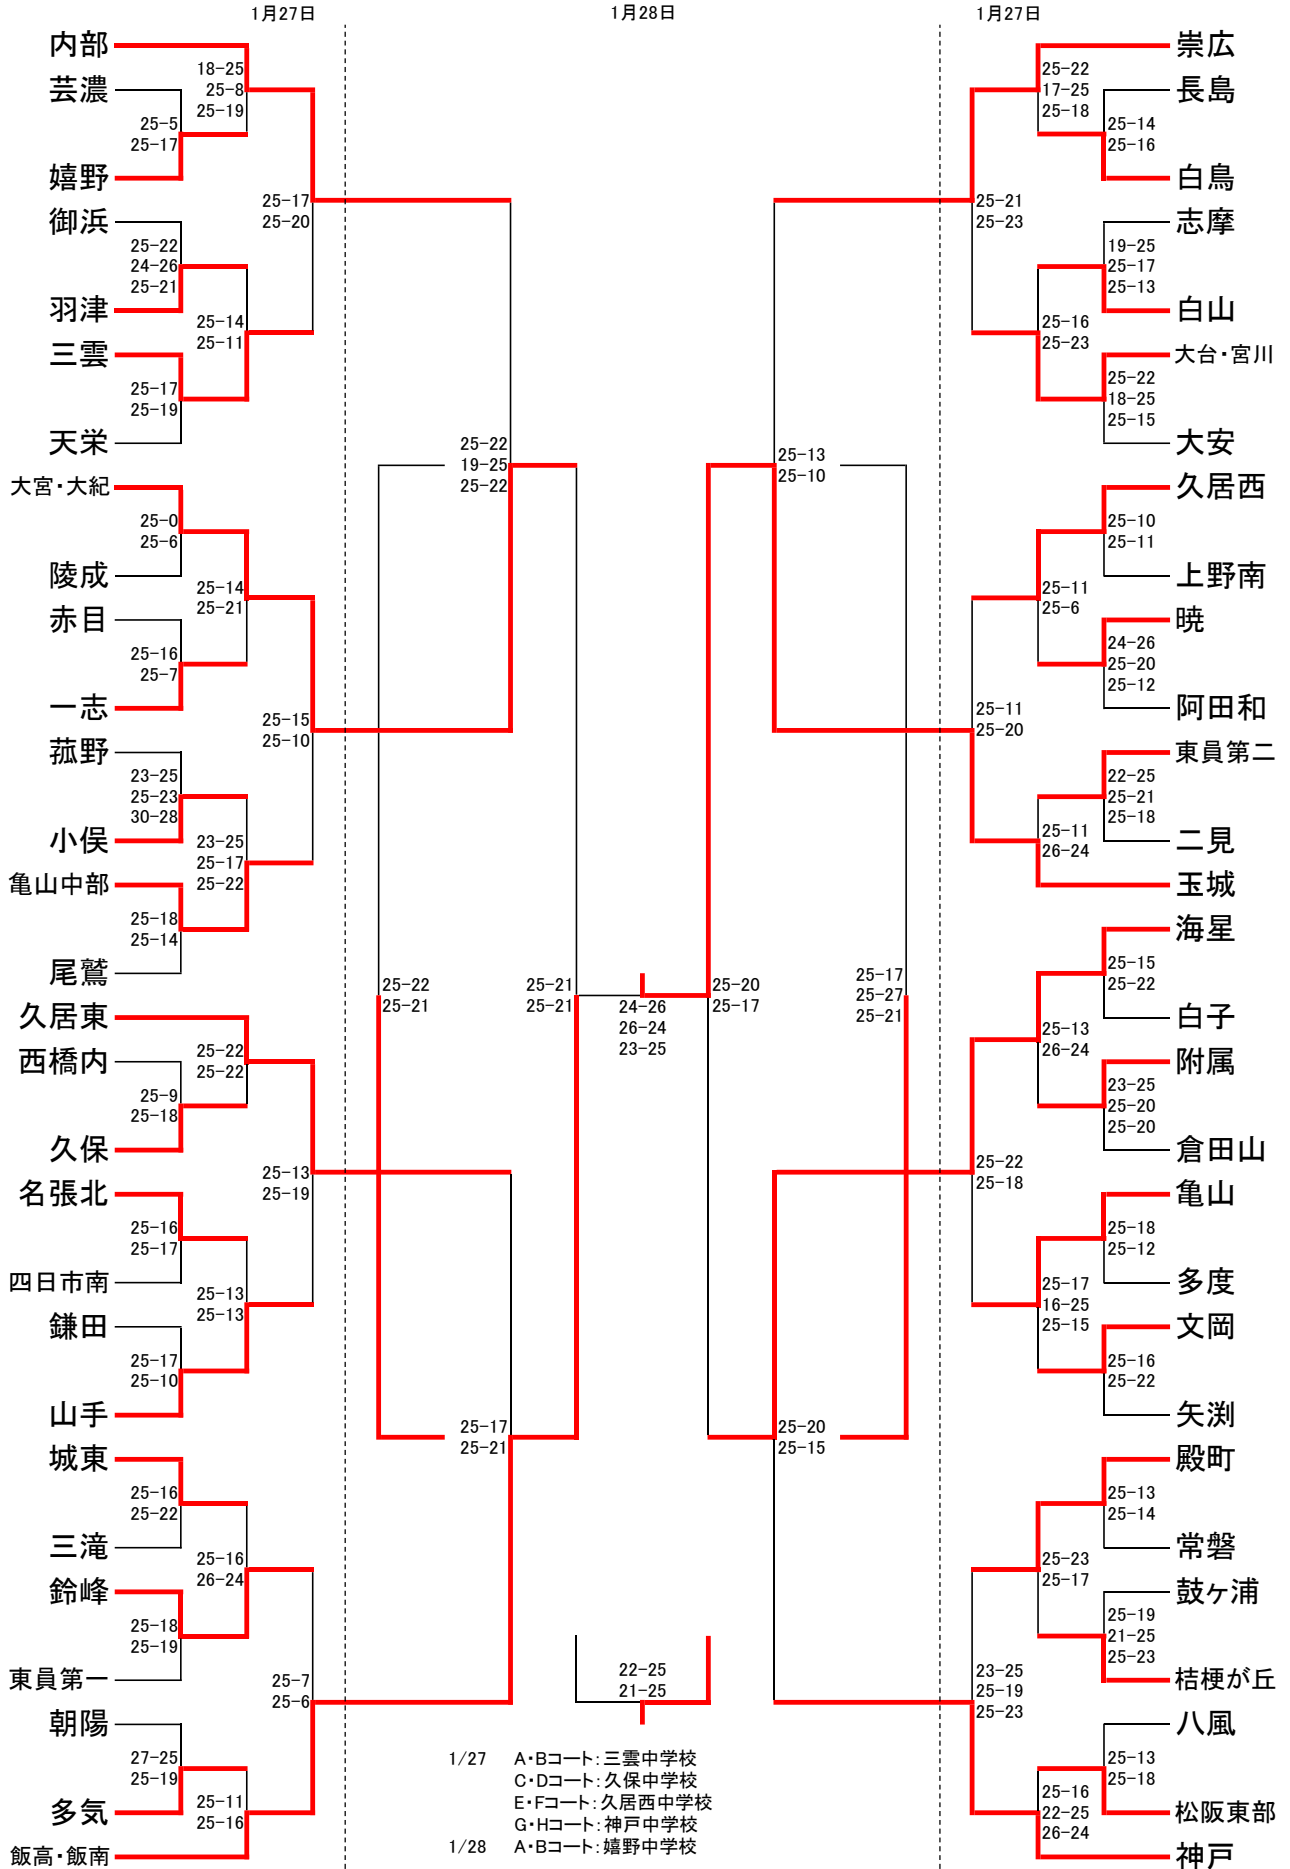 1月27日
1月28日
1月27日
内部
18-25
25-8
25-19
芸濃
25-5
25-17
嬉野
25-17
25-20
御浜
25-22
24-26
25-21
羽津
25-14
25-11
三雲
25-17
25-19
天栄
25-22
19-25
25-22
大宮・大紀
25-0
25-6
陵成
25-14
25-21
赤目
25-16
25-7
一志
25-15
25-10
菰野
23-25
25-23
30-28
小俣
23-25
25-17
25-22
亀山中部
25-18
25-14
尾鷲
25-22
25-21
25-21
25-21
久居東
25-22
25-22
西橋内
25-9
25-18
久保
25-13
25-19
名張北
25-16
25-17
四日市南
25-13
25-13
鎌田
25-17
25-10
山手
25-17
25-21
城東
25-16
25-22
三滝
25-16
26-24
鈴峰
25-18
25-19
東員第一
25-7
25-6
朝陽
27-25
25-19
多気
25-11
25-16
飯高・飯南
24-26
26-24
23-25
22-25
21-25
崇広
25-22
17-25
25-18
長島
25-14
25-16
白鳥
25-21
25-23
志摩
19-25
25-17
25-13
白山
25-16
25-23
大台・宮川
25-22
18-25
25-15
大安
25-13
25-10
久居西
25-10
25-11
上野南
25-11
25-6
暁
24-26
25-20
25-12
阿田和
25-11
25-20
東員第二
22-25
25-21
25-18
二見
25-11
26-24
玉城
25-20
25-17
25-17
25-27
25-21
海星
25-15
25-22
白子
25-13
26-24
附属
23-25
25-20
25-20
倉田山
25-22
25-18
亀山
25-18
25-12
多度
25-17
16-25
25-15
文岡
25-16
25-22
矢渕
25-20
25-15
殿町
25-13
25-14
常磐
25-23
25-17
鼓ヶ浦
25-19
21-25
25-23
桔梗が丘
23-25
25-19
25-23
八風
25-13
25-18
松阪東部
25-16
22-25
26-24
神戸
1/27 A・Bコート：三雲中学校
C・Dコート：久保中学校
E・Fコート：久居西中学校
G・Hコート：神戸中学校
1/28 A・Bコート：嬉野中学校